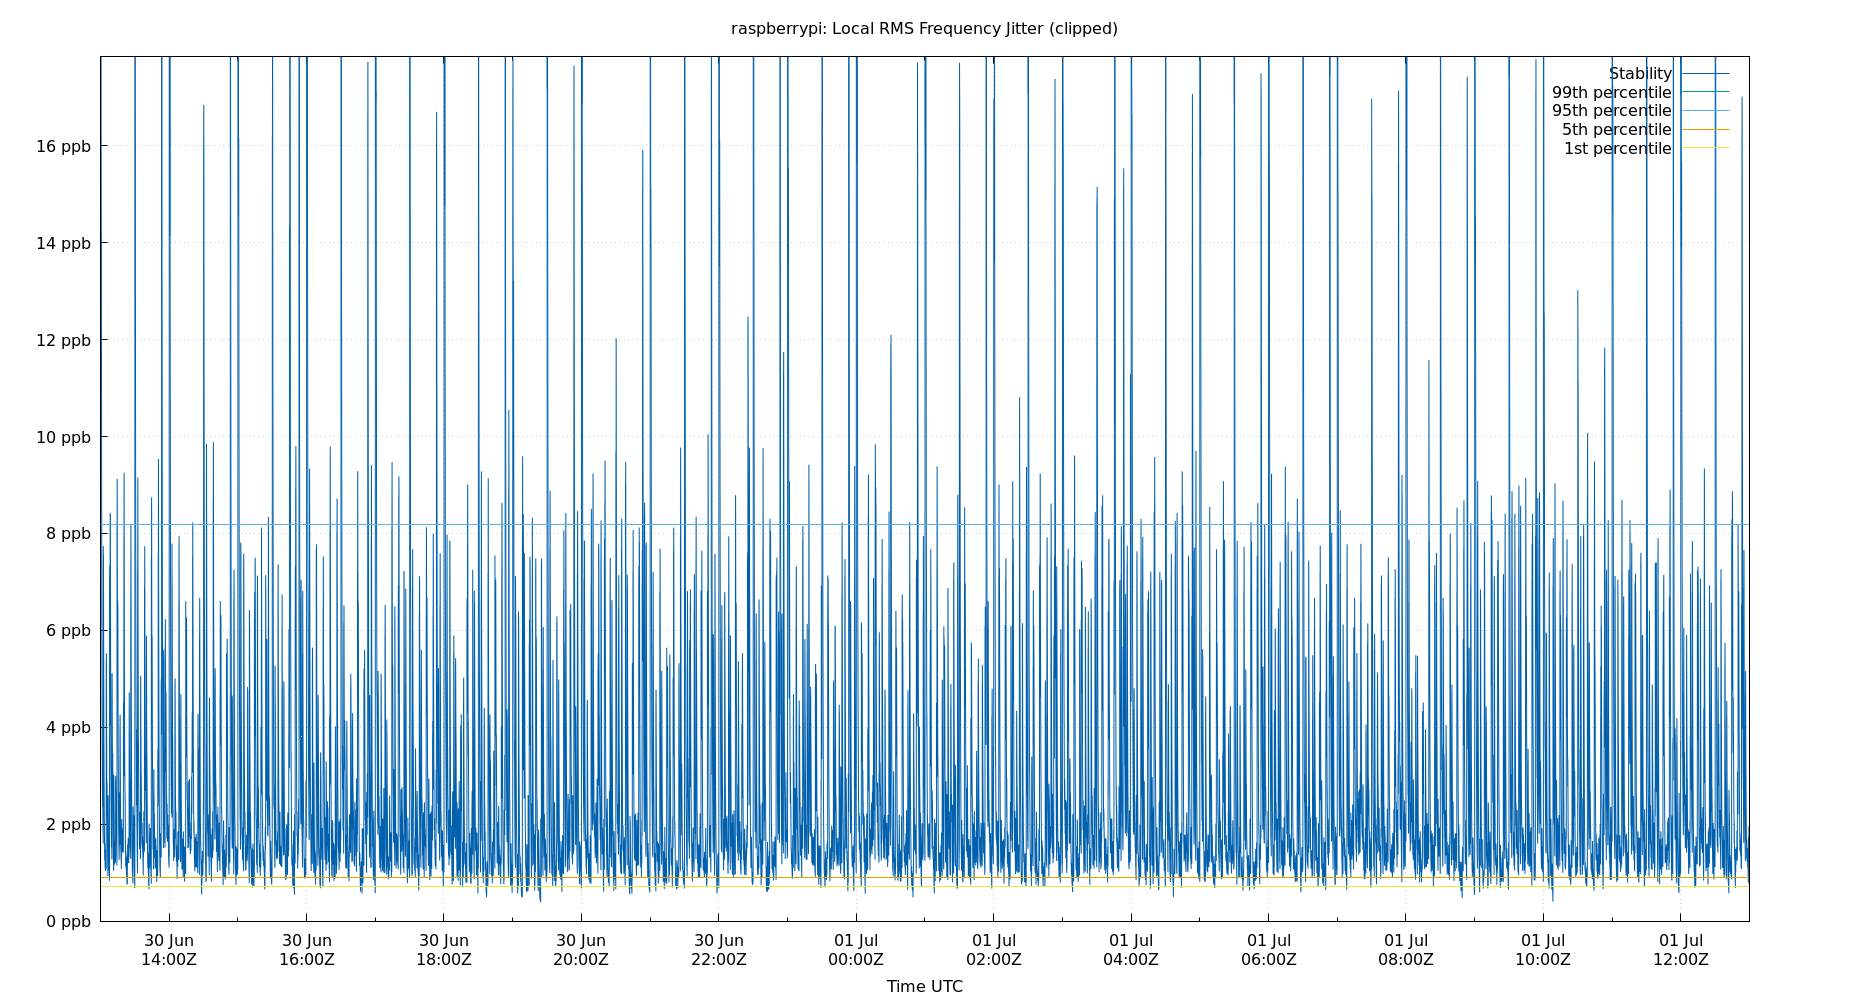 raspberrypi: Local RMS Frequency Jitter (clipped)
Stability
99th percentile
95th percentile
5th percentile
1st percentile
16 ppb
14 ppb
12 ppb
10 ppb
8 ppb
6 ppb
4 ppb
2 ppb
0 ppb
30 Jun 30 Jun 30 Jun 30 Jun 30 Jun 01 Jul 01 Jul 01 Jul 01 Jul 01 Jul 01 Jul 01 Jul
14:00Z 16:00Z 18:00Z 20:00Z 22:00Z 00:00Z 02:00Z 04:00Z 06:00Z 08:00Z 10:00Z 12:00Z
Time UTC